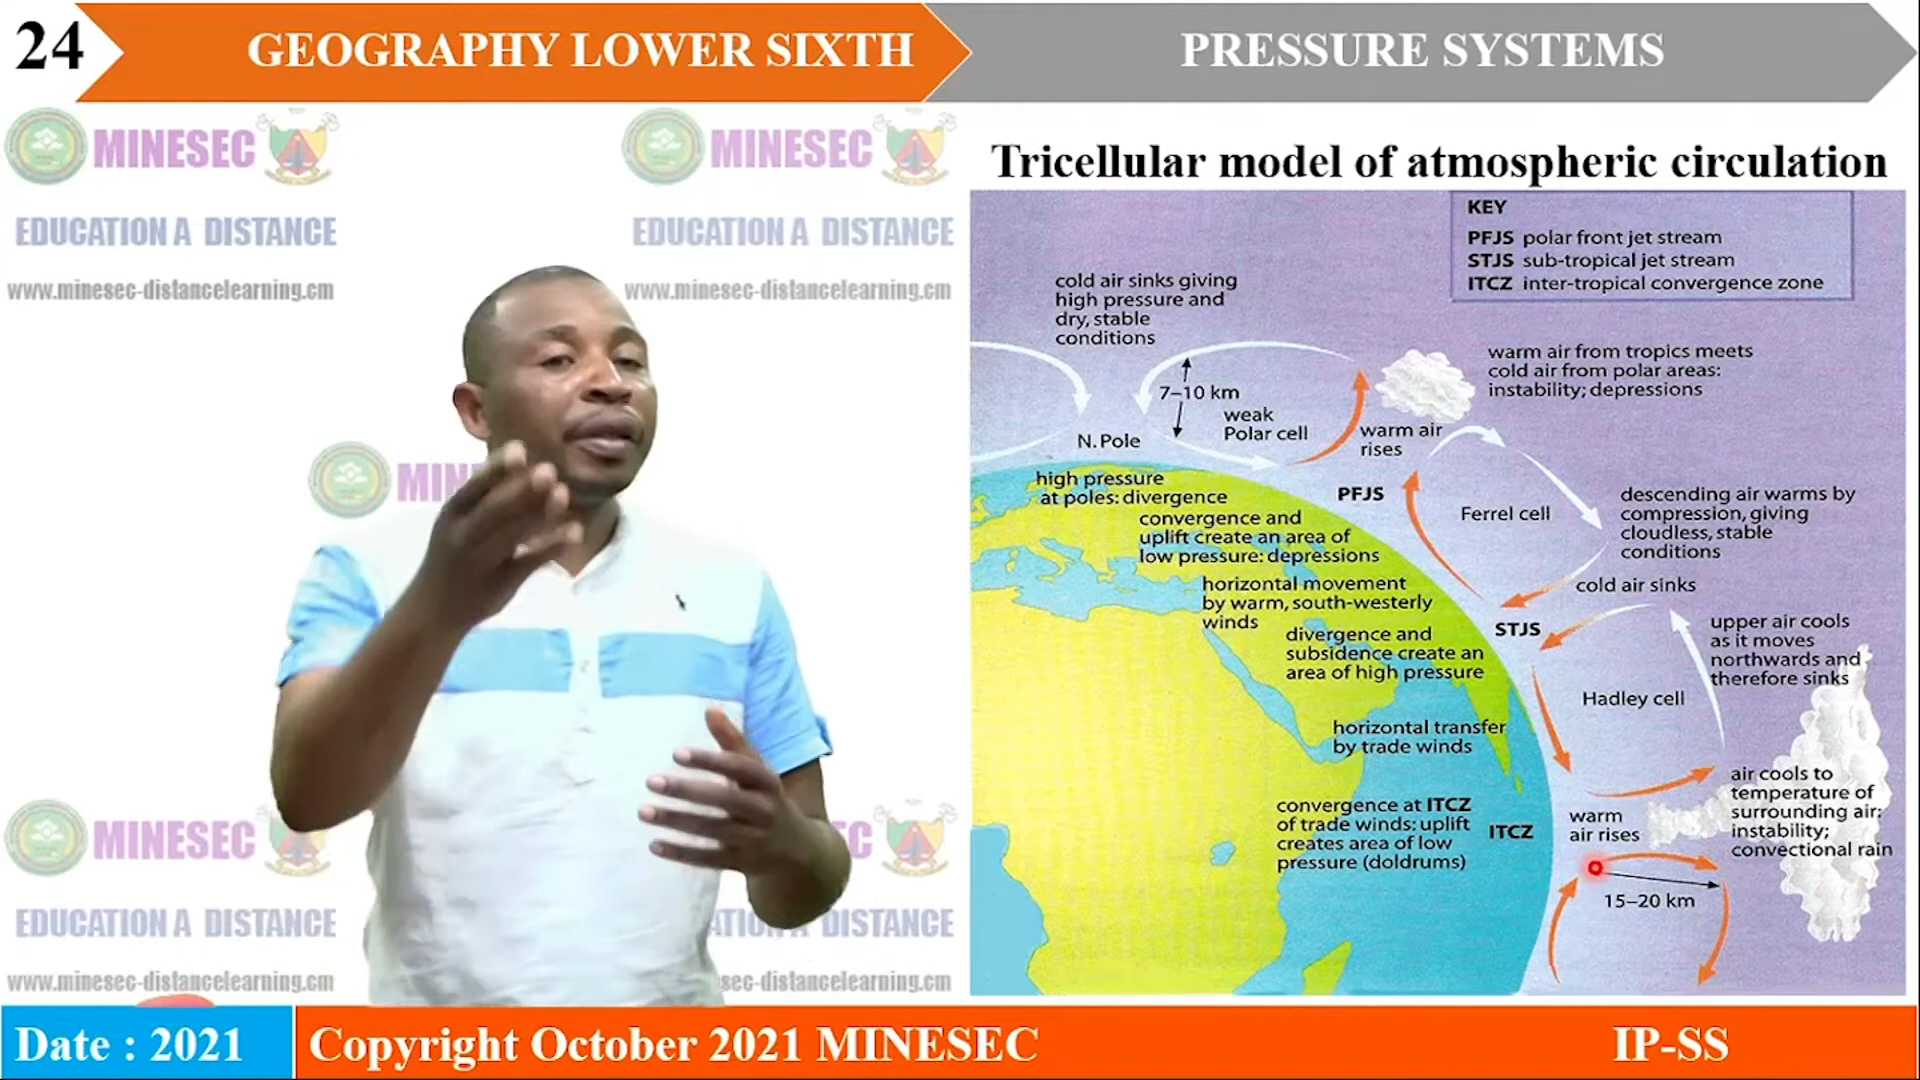 24
GEOGRAPHY LOWER SIXTH
PRESSURE SYSTEMS
MINESEC
EDUCATION A DISTANCE
www.minesec-distancelearning.cm
MINESEC
EDUCATION A DISTANCE
www.minesec-distancelearning.cm
MIN
MINESEC
EDUCATION A DISTANCE
www.minesec-distancelearning.cm
DISTANCE
sec-distancelearning.cm
Tricellular model of atmospheric circulation
KEY
PFJS polar front jet stream
STJS sub-tropical jet stream
ITCZ inter-tropical convergence zone
cold air sinks giving
high pressure and
dry, stable
conditions
warm air from tropics meets
cold air from polar areas:
instability; depressions
7–10 km
weak
Polar cell
N. Pole
warm air
rises
high pressure
at poles: divergence
PFJS
Ferrel cell
descending air warms by
compression, giving
cloudless, stable
conditions
convergence and
uplift create an area of
low pressure: depressions
horizontal movement
by warm, south-westerly
winds
cold air sinks
STJS
upper air cools
as it moves
northwards and
therefore sinks
divergence and
subsidence create an
area of high pressure
Hadley cell
horizontal transfer
by trade winds
air cools to
temperature of
surrounding air:
instability;
convectional rain
convergence at ITCZ
of trade winds: uplift
creates area of low
pressure (doldrums)
ITCZ
warm
air rises
15–20 km
Date : 2021
Copyright October 2021 MINESEC
IP-SS